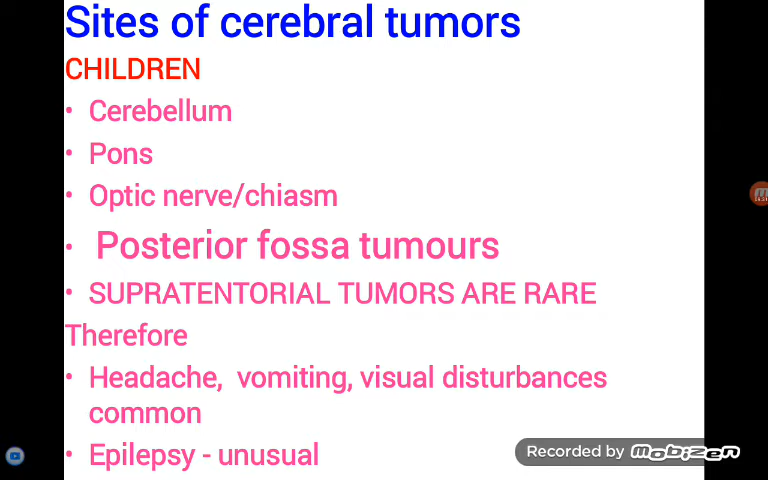 Sites of cerebral tumors
CHILDREN
• Cerebellum
• Pons
• Optic nerve/chiasm
• Posterior fossa tumours
• SUPRATENTORIAL TUMORS ARE RARE
Therefore
• Headache, vomiting, visual disturbances
common
• Epilepsy - unusual
Recorded by mobizen